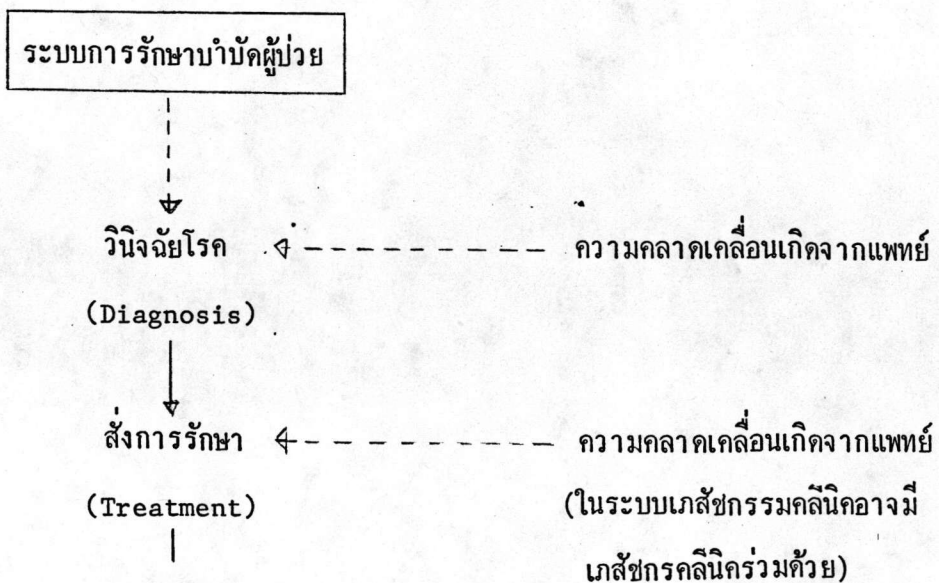 ระบบการรักษาบำบัดผู้ป่วย
วินิจฉัยโรค ความคลาดเคลื่อนเกิดจากแพทย์
(Diagnosis)
สั่งการรักษา ความคลาดเคลื่อนเกิดจากแพทย์
(Treatment) (ในระบบเภสัชกรรมคลีนิคอาจมี
เภสัชกรคลีนิคร่วมด้วย)